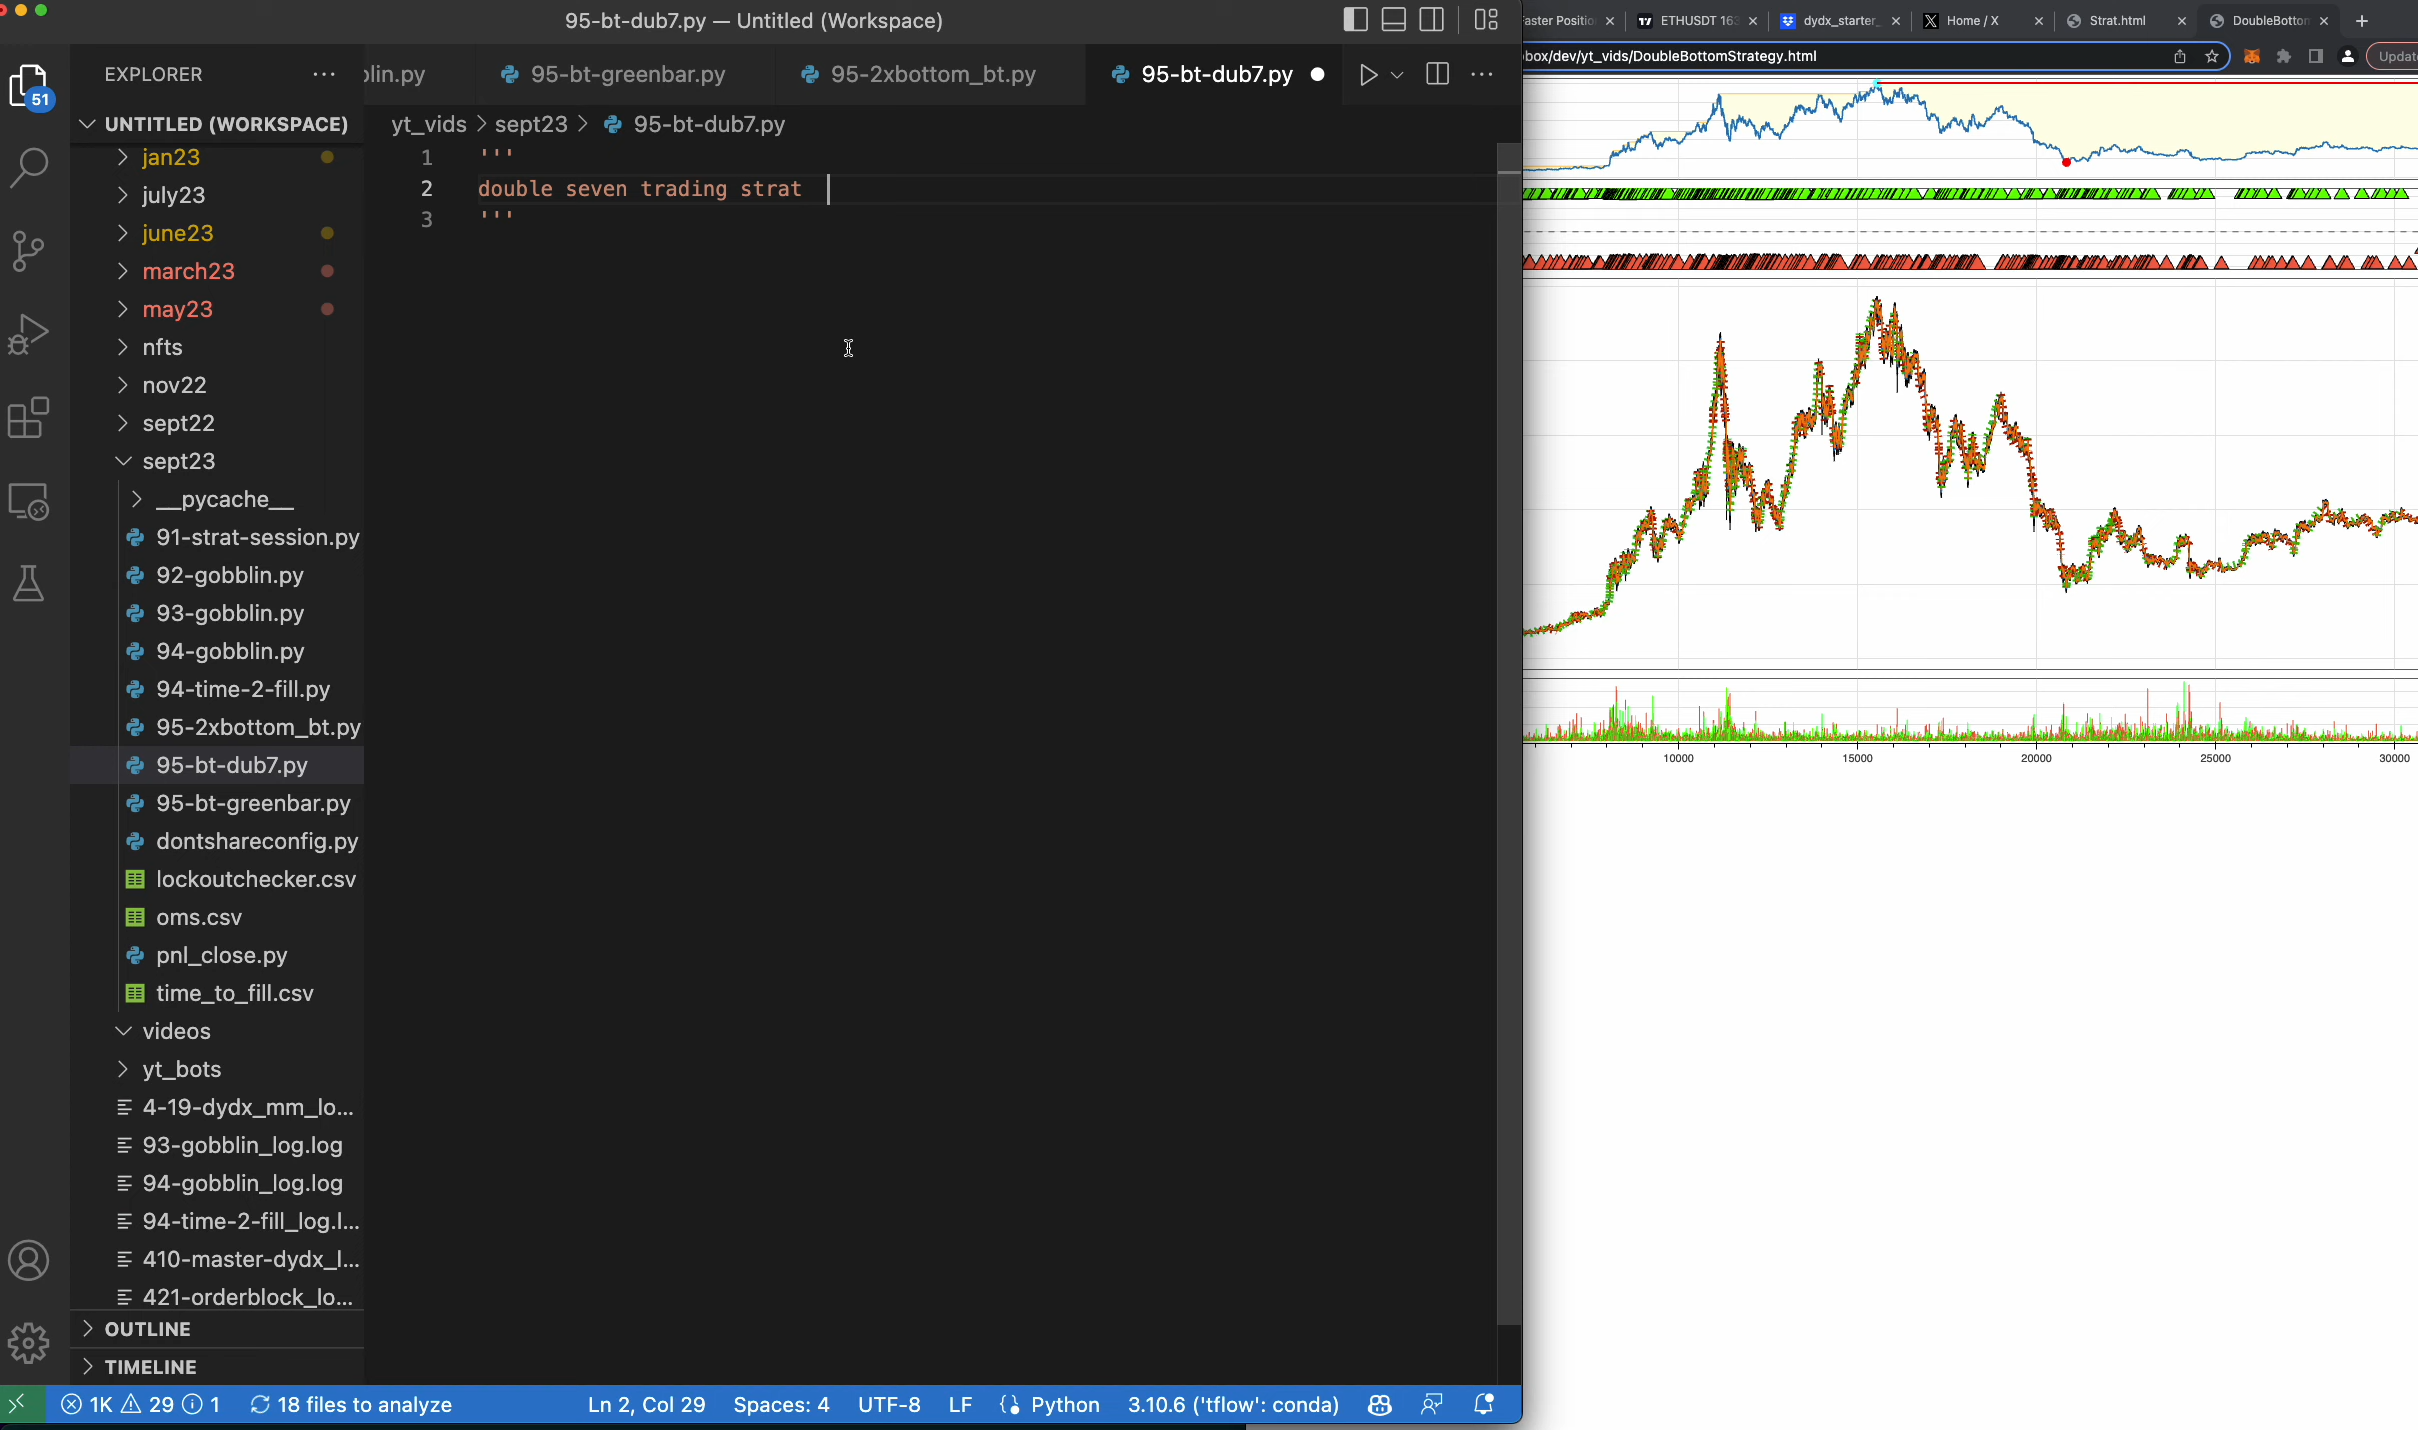 95-bt-dub7.py — Untitled (Workspace)
EXPLORER
51
UNTITLED (WORKSPACE)
jan23
july23
june23
march23
may23
nfts
nov22
sept22
sept23
__pycache__
91-strat-session.py
92-gobblin.py
93-gobblin.py
94-gobblin.py
94-time-2-fill.py
95-2xbottom_bt.py
95-bt-dub7.py
95-bt-greenbar.py
dontshareconfig.py
lockoutchecker.csv
oms.csv
pnl_close.py
time_to_fill.csv
videos
yt_bots
4-19-dydx_mm_lo...
93-gobblin_log.log
94-gobblin_log.log
94-time-2-fill_log.l...
410-master-dydx_l...
421-orderblock_lo...
OUTLINE
TIMELINE
blin.py
95-bt-greenbar.py
95-2xbottom_bt.py
95-bt-dub7.py
yt_vids > sept23 > 95-bt-dub7.py
1 '''
2 double seven trading strat
3 '''
1K 29 1 18 files to analyze Ln 2, Col 29 Spaces: 4 UTF-8 LF Python 3.10.6 ('tflow': conda)
Faster Positio ETHUSDT 163 dydx_starter_ Home / X Strat.html DoubleBottom
box/dev/yt_vids/DoubleBottomStrategy.html
Update
10000 15000 20000 25000 30000